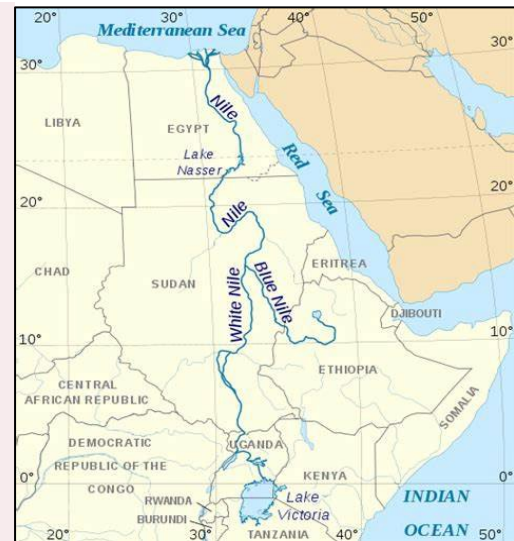 20°
30°
40°
50°
Mediterranean Sea
30°
30°
LIBYA
Nile
EGYPT
Lake
Nasser
Red
Sea
20°
20°
Nile
CHAD
SUDAN
White Nile
Blue Nile
ERITREA
DJIBOUTI
10°
10°
ETHIOPIA
SOMALIA
CENTRAL
AFRICAN REPUBLIC
DEMOCRATIC
REPUBLIC OF THE
CONGO
UGANDA
KENYA
0°
0°
RWANDA
BURUNDI
Lake
Victoria
TANZANIA
INDIAN
OCEAN
20°
30°
40°
50°